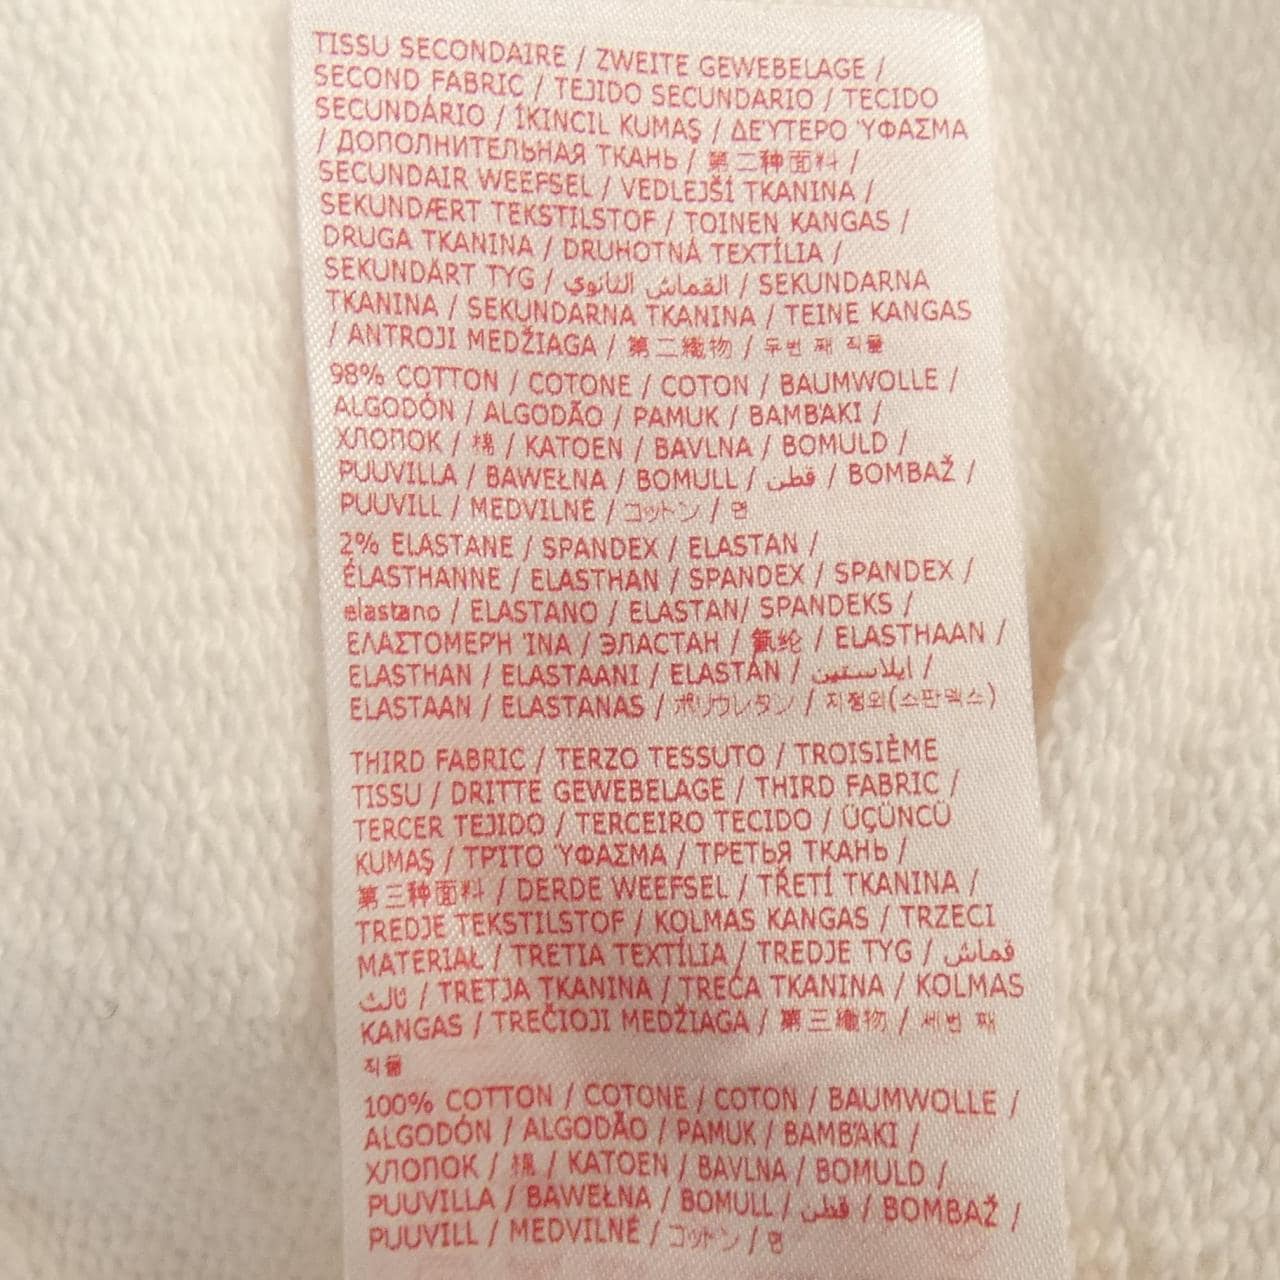 TISSU SECONDAIRE / ZWEITE GEWEBELAGE /
SECOND FABRIC / TEJIDO SECUNDARIO / TECIDO
SECUNDÁRIO / İKINCIL KUMAŞ / ΔΕΎΤΕΡΟ ΎΦΑΣΜΑ
/ ДОПОЛНИТЕЛЬНАЯ ТКАНЬ / 第二种面料 /
SECUNDAIR WEEFSEL / VEDLEJŠÍ TKANINA /
SEKUNDÆRT TEKSTILSTOF / TOINEN KANGAS /
DRUGA TKANINA / DRUHOTNÁ TEXTÍLIA /
SEKUNDÄRT TYG / القماش الثانوي / SEKUNDARNA
TKANINA / SEKUNDARNA TKANINA / TEINE KANGAS
/ ANTROJI MEDŽIAGA / 第二織物 / 두번 째 직물
98% COTTON / COTONE / COTON / BAUMWOLLE /
ALGODÓN / ALGODÃO / PAMUK / ΒΑΜΒΆΚΙ /
ХЛОПОК / 棉 / KATOEN / BAVLNA / BOMULD /
PUUVILLA / BAWEŁNA / BOMULL / قطن / BOMBAŽ /
PUUVILL / MEDVILNĖ / コットン / 면
2% ELASTANE / SPANDEX / ELASTAN /
ÉLASTHANNE / ELASTHAN / SPANDEX / SPANDEX /
elastano / ELASTANO / ELASTAN/ SPANDEKS /
ΕΛΑΣΤΟΜΕΡΉ ΊΝΑ / ЭЛАСТАН / 氨纶 / ELASTHAAN /
ELASTHAN / ELASTAANI / ELASTÁN / ايلاستين /
ELASTAAN / ELASTANAS / ポリウレタン / 지정외(스판덱스)
THIRD FABRIC / TERZO TESSUTO / TROISIÈME
TISSU / DRITTE GEWEBELAGE / THIRD FABRIC /
TERCER TEJIDO / TERCEIRO TECIDO / ÜÇÜNCÜ
KUMAŞ / ΤΡΊΤΟ ΎΦΑΣΜΑ / ТРЕТЬЯ ТКАНЬ /
第三种面料 / DERDE WEEFSEL / TŘETÍ TKANINA /
TREDJE TEKSTILSTOF / KOLMAS KANGAS / TRZECI
MATERIAŁ / TRETIA TEXTÍLIA / TREDJE TYG / قماش
ثالث / TRETJA TKANINA / TREĆA TKANINA / KOLMAS
KANGAS / TREČIOJI MEDŽIAGA / 第三織物 / 세번 째
직물
100% COTTON / COTONE / COTON / BAUMWOLLE /
ALGODÓN / ALGODÃO / PAMUK / ΒΑΜΒΆΚΙ /
ХЛОПОК / 棉 / KATOEN / BAVLNA / BOMULD /
PUUVILLA / BAWEŁNA / BOMULL / قطن / BOMBAŽ /
PUUVILL / MEDVILNĖ / コットン / 면